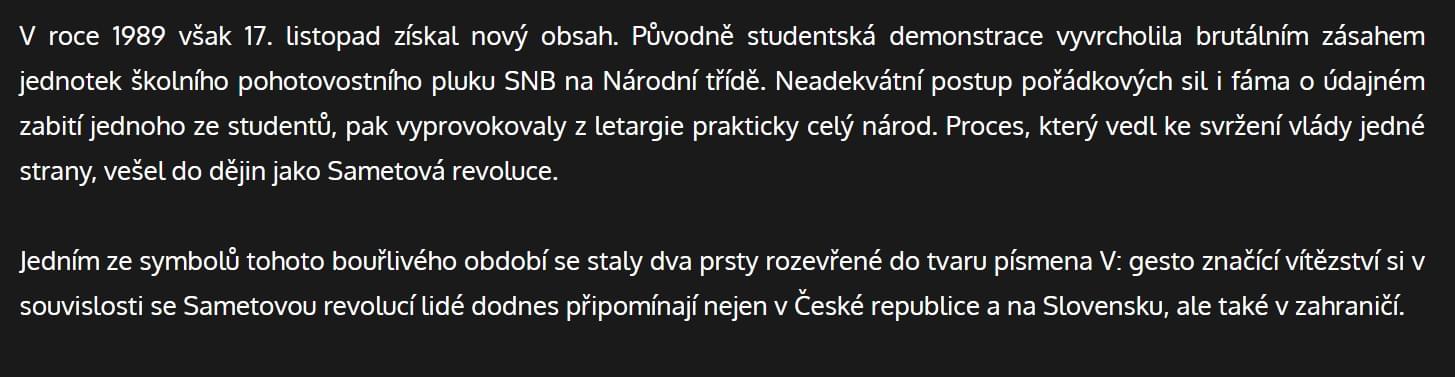 V roce 1989 však 17. listopad získal nový obsah. Původně studentská demonstrace vyvrcholila brutálním zásahem
jednotek školního pohotovostního pluku SNB na Národní třídě. Neadekvátní postup pořádkových sil i fáma o údajném
zabití jednoho ze studentů, pak vyprovokovaly z letargie prakticky celý národ. Proces, který vedl ke svržení vlády jedné
strany, vešel do dějin jako Sametová revoluce.
Jedním ze symbolů tohoto bouřlivého období se staly dva prsty rozevřené do tvaru písmena V: gesto značící vítězství si v
souvislosti se Sametovou revolucí lidé dodnes připomínají nejen v České republice a na Slovensku, ale také v zahraničí.